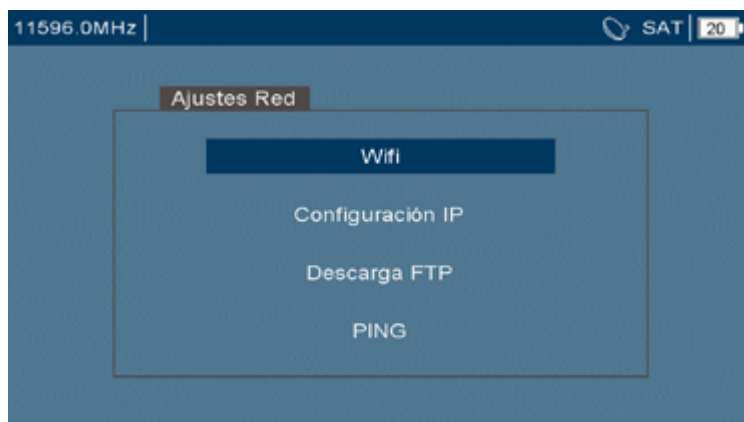 11596.0MHz SAT 20
Ajustes Red
Wifi
Configuración IP
Descarga FTP
PING